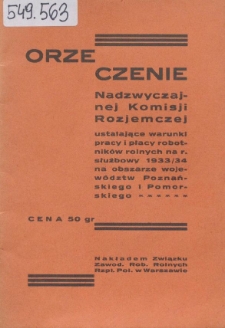 549.563
ORZE
CZENIE
Nadzwyczaj-
nej Komisji
Rozjemczej
ustalające warunki
pracy i płacy robot-
ników rolnych na r.
służbowy 1933/34
na obszarze woje-
wództw Poznań-
skiego i Pomor-
skiego
CENA 50 gr
Nakładem Związku
Zawod. Rob. Rolnych
Rzpl. Pol. w Warszawie